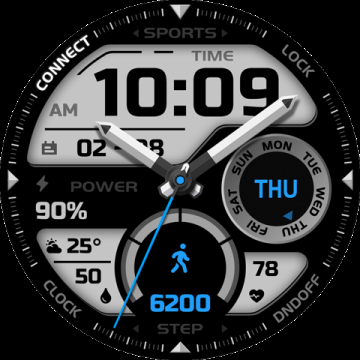 SPORTS
CONNECT
LOCK
TIME
AM 10:09
02 28
POWER
90%
SUN MON TUE WED THU FRI SAT
THU
25°
50
78
6200
CLOCK
DNDOFF
STEP